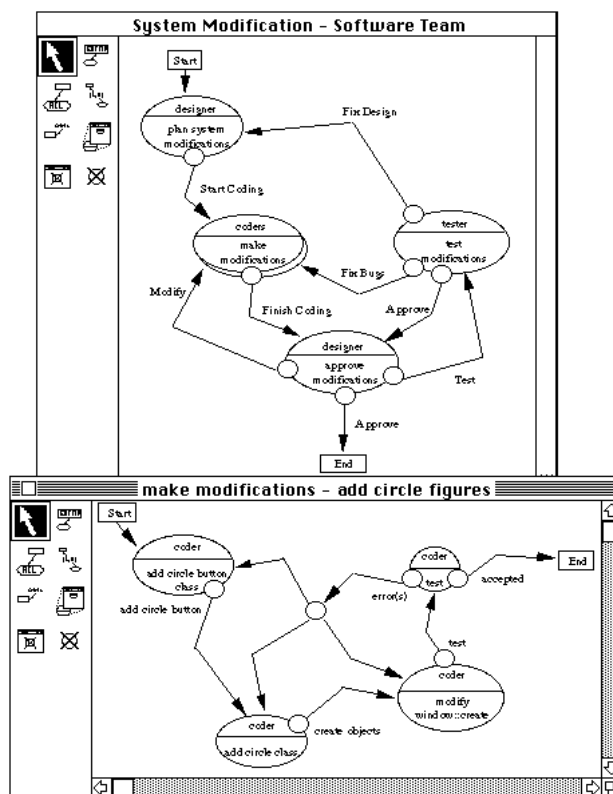 System Modification - Software Team
Start
designer
plan system
modifications
Fix Design
Start Coding
coders
make
modifications
tester
test
modifications
Fix Bugs
Modify
Finish Coding
Approve
designer
approve
modifications
Test
Approve
End
make modifications - add circle figures
Start
coder
add circle button
class
add circle button
coder
test
error(s)
accepted
End
test
coder
modify
window::create
coder
add circle class
create objects